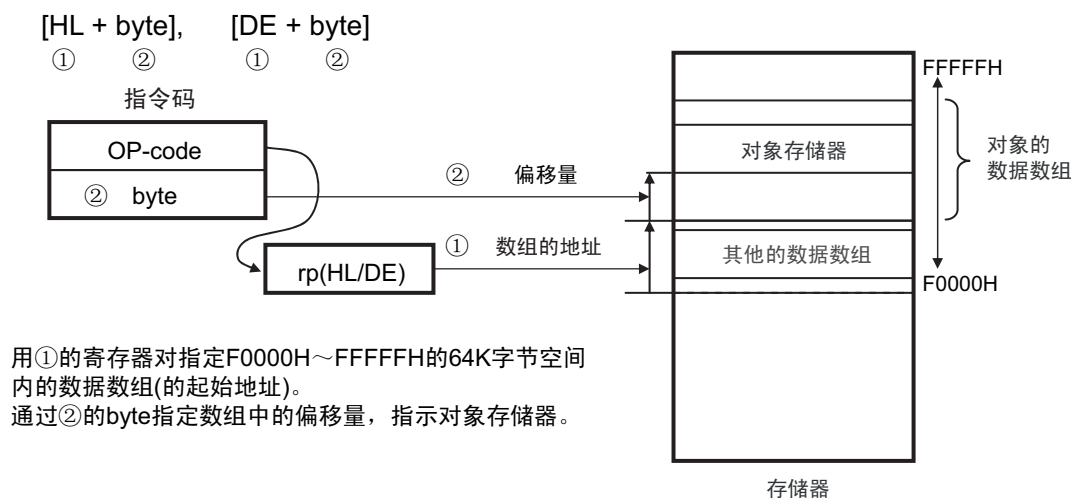 [HL + byte], [DE + byte]
① ② ① ②
指令码
OP-code
② byte
② 偏移量
① 数组的地址
rp(HL/DE)
FFFFFH
对象存储器
对象的
数据数组
其他的数据数组
F0000H
用①的寄存器对指定F0000H～FFFFFH的64K字节空间
内的数据数组(的起始地址)。
通过②的byte指定数组中的偏移量，指示对象存储器。
存储器